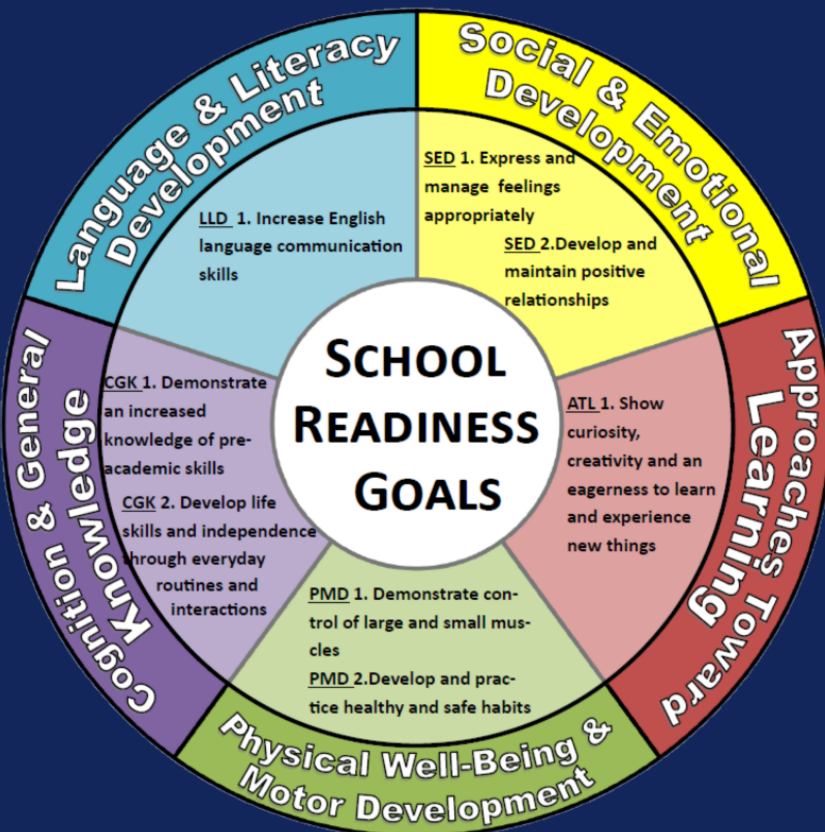 Language & Literacy
Development
LLD 1. Increase English
language communication
skills
Social & Emotional
Development
SED 1. Express and
manage feelings
appropriately
SED 2.Develop and
maintain positive
relationships
Approaches Toward
Learning
ATL 1. Show
curiosity,
creativity and an
eagerness to learn
and experience
new things
Physical Well-Being &
Motor Development
PMD 1. Demonstrate con-
trol of large and small mus-
cles
PMD 2.Develop and prac-
tice healthy and safe habits
Cognition & General
Knowledge
CGK 1. Demonstrate
an increased
knowledge of pre-
academic skills
CGK 2. Develop life
skills and independence
through everyday
routines and
interactions
SCHOOL
READINESS
GOALS